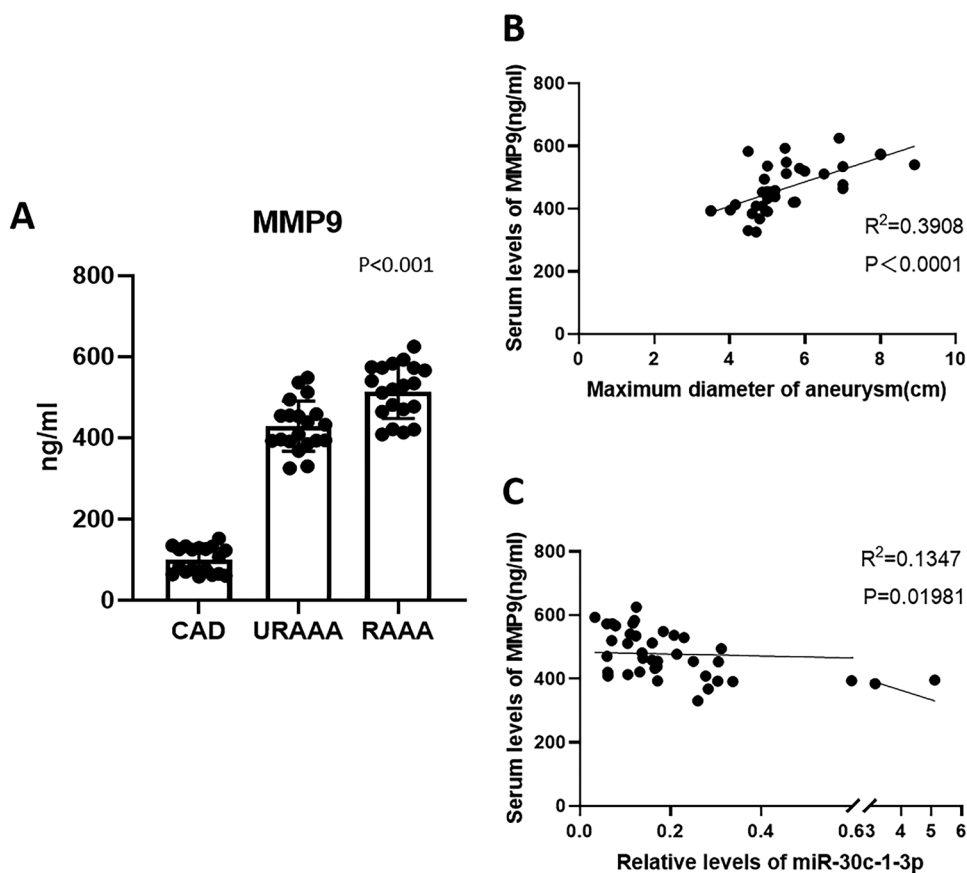 A
MMP9
P<0.001
ng/ml
800
600
400
200
0
CAD URAAA RAAA
B
Serum levels of MMP9(ng/ml)
800
600
400
200
0
R²=0.3908
P<0.0001
0 2 4 6 8 10
Maximum diameter of aneurysm(cm)
C
Serum levels of MMP9(ng/ml)
800
600
400
200
0
R²=0.1347
P=0.01981
0.0 0.2 0.4 0.63 4 5 6
Relative levels of miR-30c-1-3p